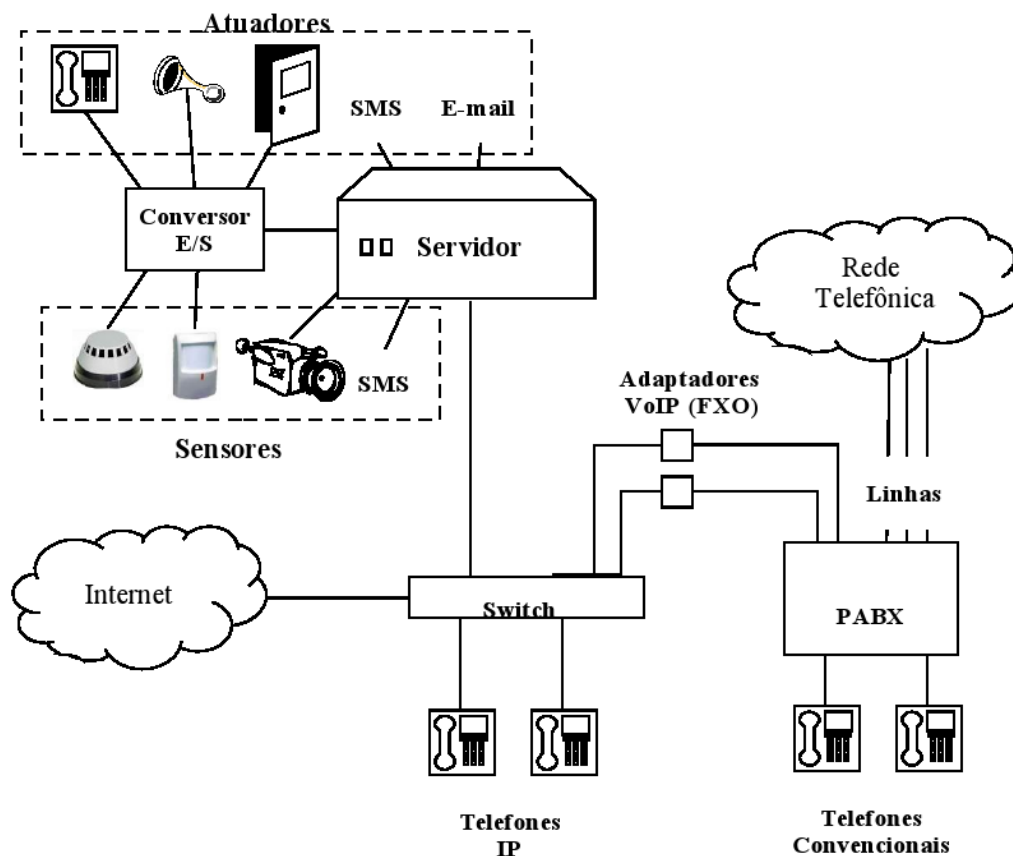 Atuadores
SMS
E-mail
Conversor
E/S
Servidor
SMS
Sensores
Rede
Telefônica
Adaptadores
VoIP (FXO)
Linhas
Internet
Switch
PABX
Telefones
IP
Telefones
Convencionais